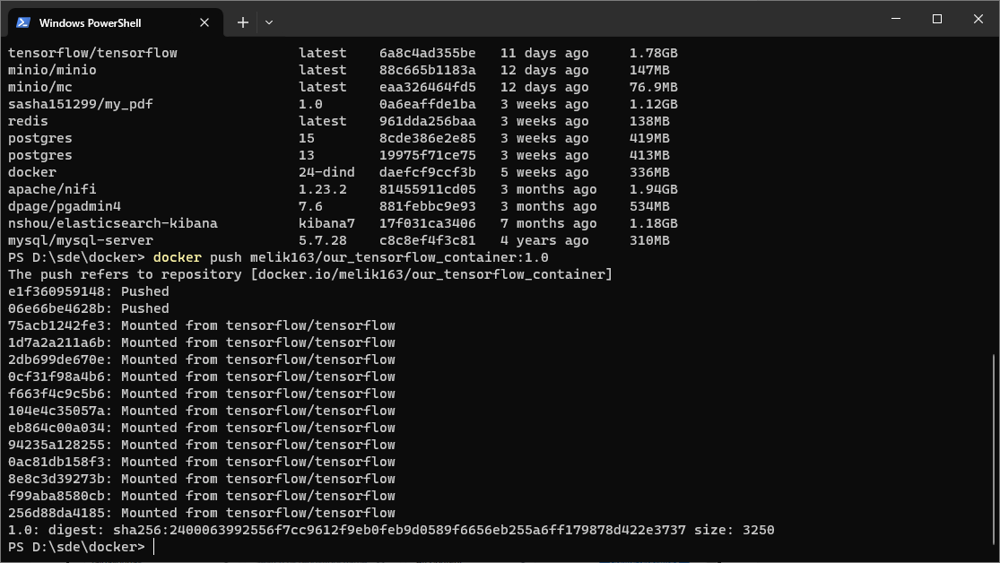 Windows PowerShell
tensorflow/tensorflow latest 6a8c4ad355be 11 days ago 1.78GB
minio/minio latest 88c665b1183a 12 days ago 147MB
minio/mc latest eaa326464fd5 12 days ago 76.9MB
sasha151299/my_pdf 1.0 0a6eaffde1ba 3 weeks ago 1.12GB
redis latest 961dda256baa 3 weeks ago 138MB
postgres 15 8cde386e2e85 3 weeks ago 419MB
postgres 13 19975f71ce75 3 weeks ago 413MB
docker 24-dind daefcf9ccf3b 5 weeks ago 336MB
apache/nifi 1.23.2 81455911cd05 3 months ago 1.94GB
dpage/pgadmin4 7.6 881febbc9e93 3 months ago 534MB
nshou/elasticsearch-kibana kibana7 17f031ca3406 7 months ago 1.18GB
mysql/mysql-server 5.7.28 c8c8ef4f3c81 4 years ago 310MB
PS D:\sde\docker> docker push melik163/our_tensorflow_container:1.0
The push refers to repository [docker.io/melik163/our_tensorflow_container]
e1f360959148: Pushed
06e66be4628b: Pushed
75acb1242fe3: Mounted from tensorflow/tensorflow
1d7a2a211a6b: Mounted from tensorflow/tensorflow
2db699de670e: Mounted from tensorflow/tensorflow
0cf31f98a4b6: Mounted from tensorflow/tensorflow
f663f4c9c5b6: Mounted from tensorflow/tensorflow
104e4c35057a: Mounted from tensorflow/tensorflow
eb864c00a034: Mounted from tensorflow/tensorflow
94235a128255: Mounted from tensorflow/tensorflow
0ac81db158f3: Mounted from tensorflow/tensorflow
8e8c3d39273b: Mounted from tensorflow/tensorflow
f99aba8580cb: Mounted from tensorflow/tensorflow
256d88da4185: Mounted from tensorflow/tensorflow
1.0: digest: sha256:2400063992556f7cc9612f9eb0feb9d0589f6656eb255a6ff179878d422e3737 size: 3250
PS D:\sde\docker>